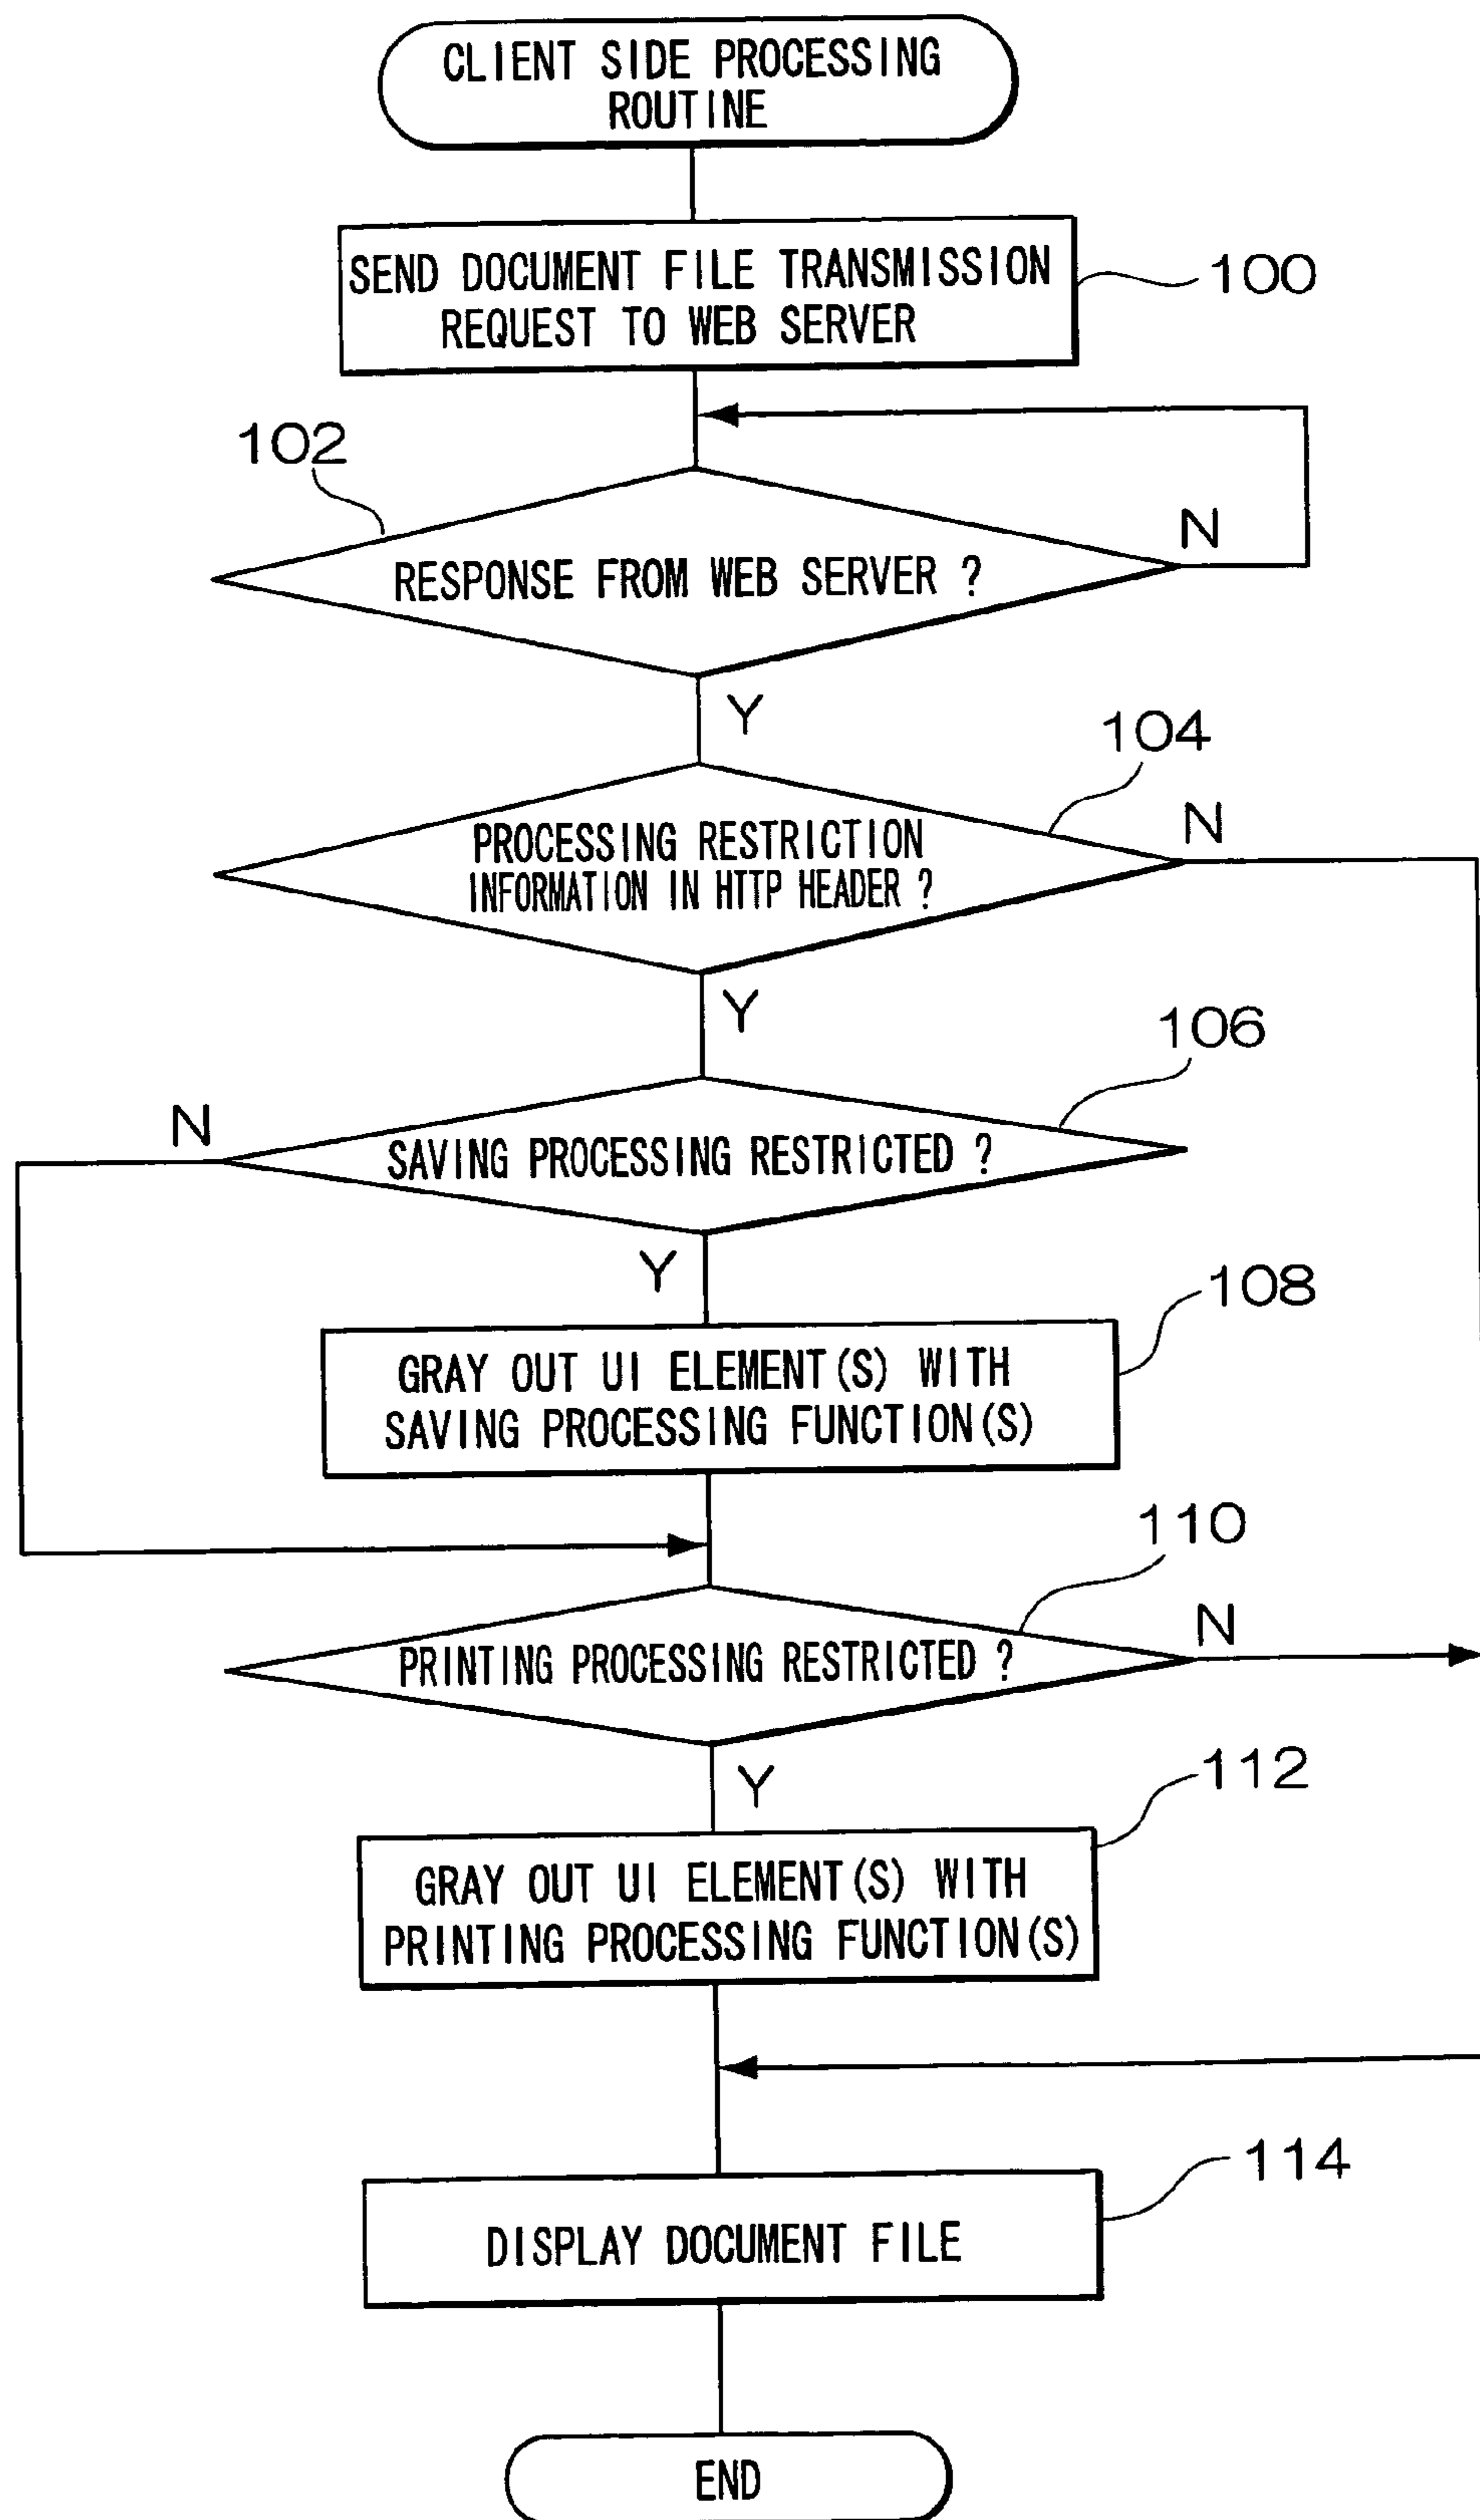 CLIENT SIDE PROCESSING
ROUTINE
SEND DOCUMENT FILE TRANSMISSION
REQUEST TO WEB SERVER
100
102
N
RESPONSE FROM WEB SERVER ?
Y
104
N
PROCESSING RESTRICTION
INFORMATION IN HTTP HEADER ?
Y
106
N
SAVING PROCESSING RESTRICTED ?
Y
108
GRAY OUT UI ELEMENT(S) WITH
SAVING PROCESSING FUNCTION(S)
110
N
PRINTING PROCESSING RESTRICTED ?
Y
112
GRAY OUT UI ELEMENT(S) WITH
PRINTING PROCESSING FUNCTION(S)
114
DISPLAY DOCUMENT FILE
END